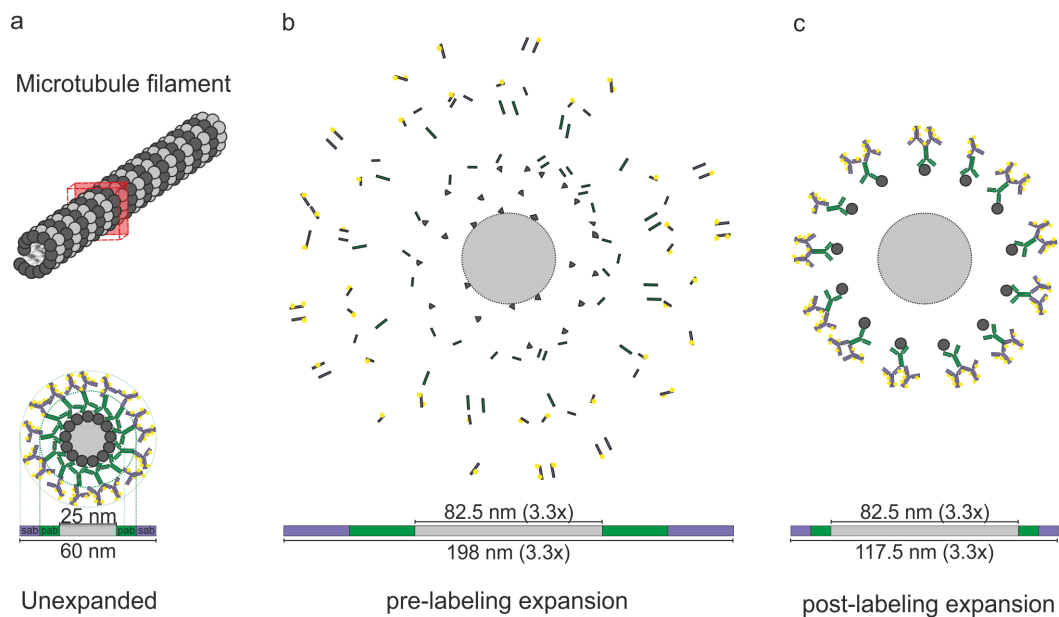 a
Microtubule filament
25 nm
sab pab pab sab
60 nm
Unexpanded
b
82.5 nm (3.3x)
198 nm (3.3x)
pre-labeling expansion
c
82.5 nm (3.3x)
117.5 nm (3.3x)
post-labeling expansion